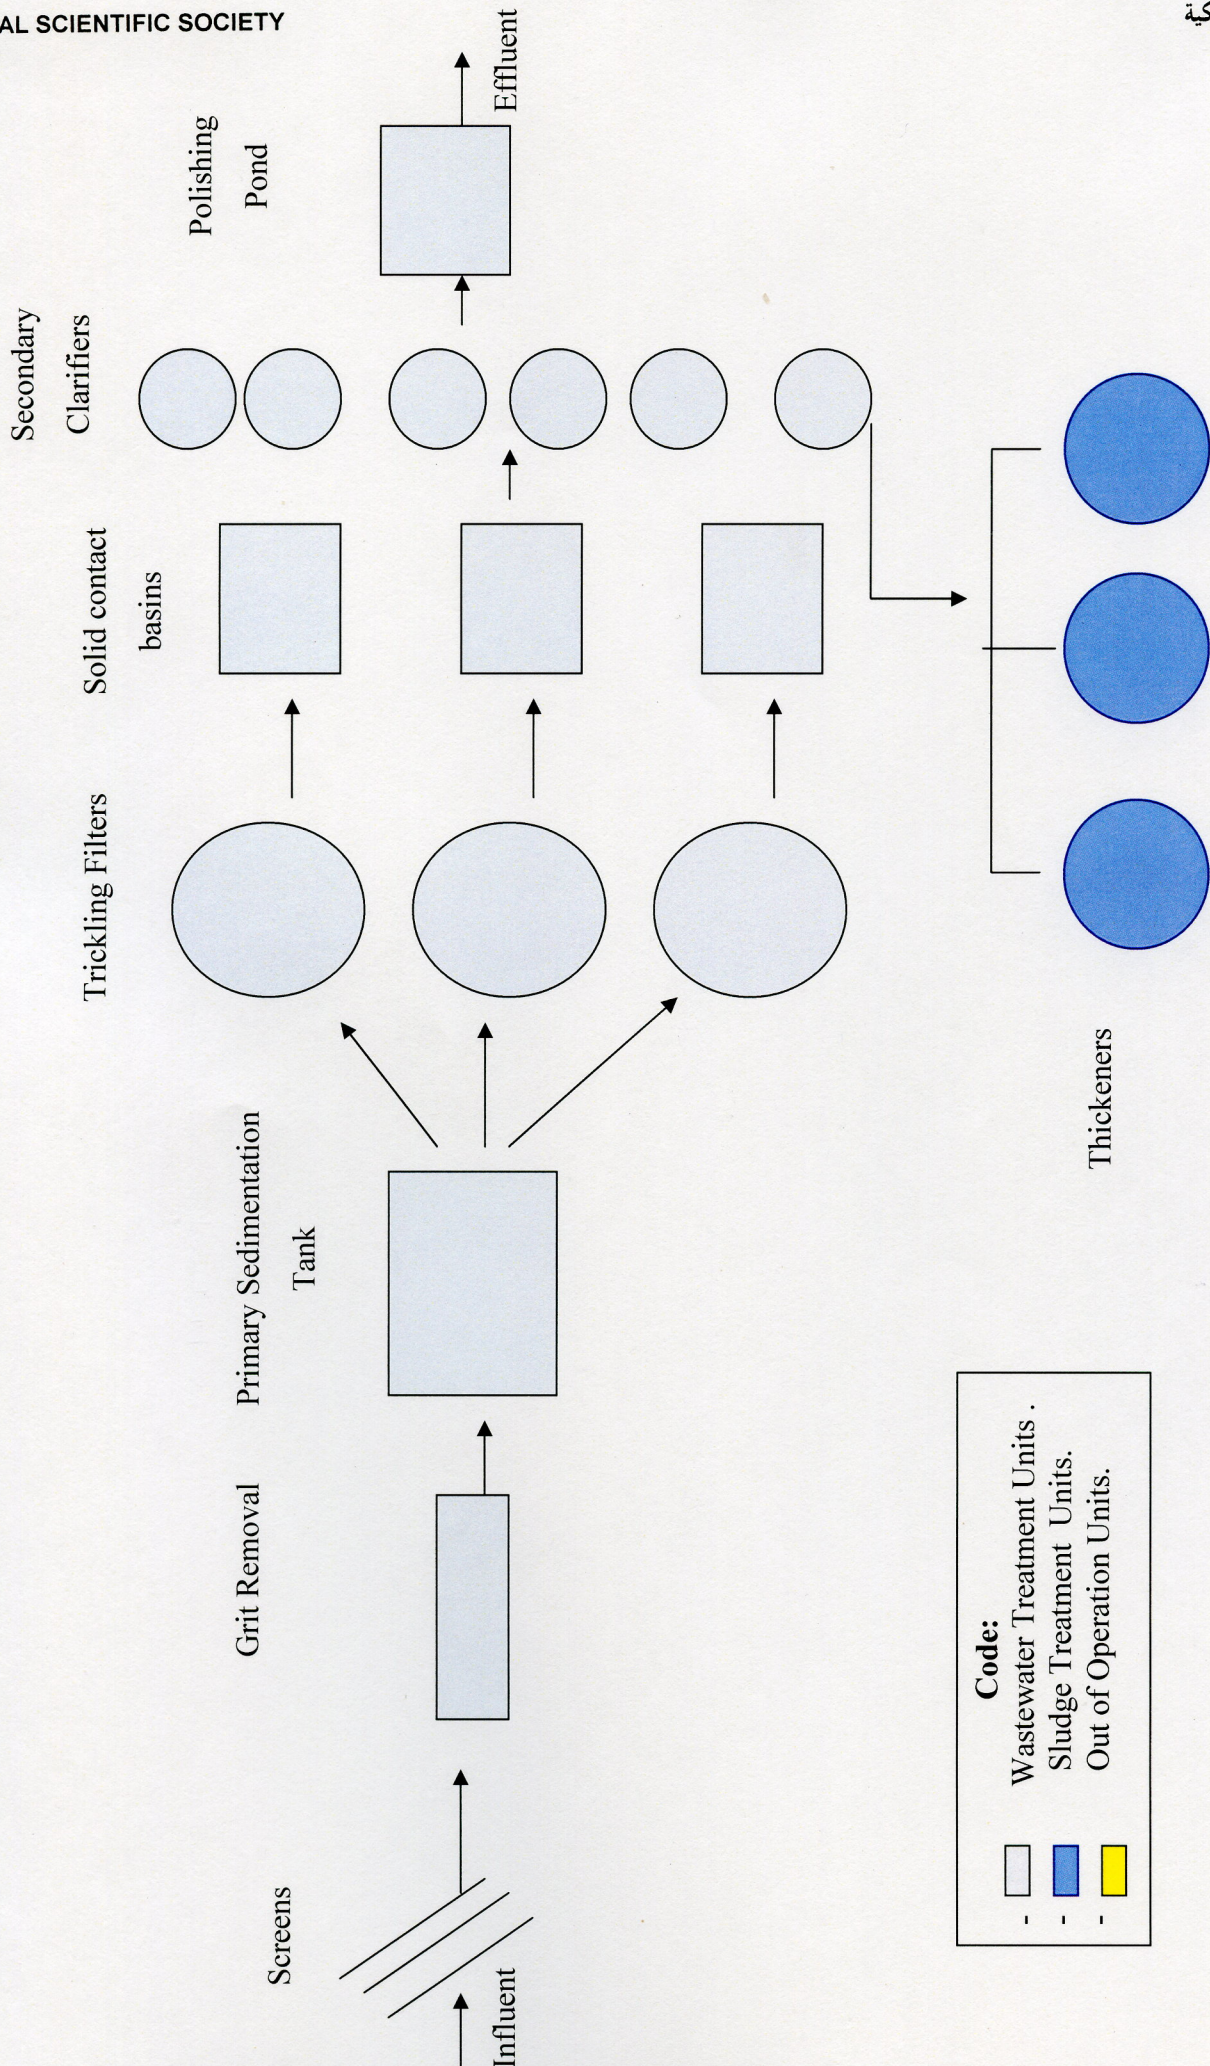 AL SCIENTIFIC SOCIETY
كية
Influent
Screens
Grit Removal
Primary Sedimentation
Tank
Trickling Filters
Solid contact
basins
Secondary
Clarifiers
Polishing
Pond
Effluent
Thickeners
Code:
- Wastewater Treatment Units .
- Sludge Treatment Units.
- Out of Operation Units.